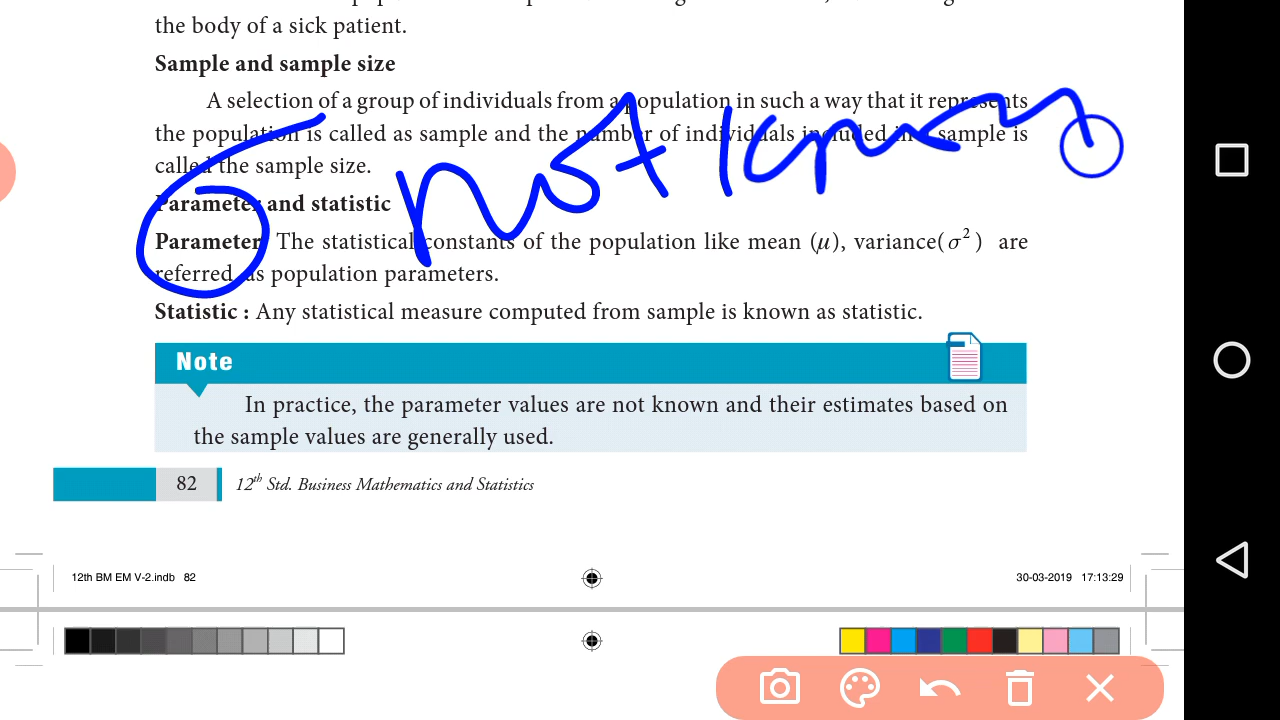 the body of a sick patient.
Sample and sample size
A selection of a group of individuals from a population in such a way that it represents
the population is called as sample and the number of individuals included in a sample is
called the sample size.
not known
Parameter and statistic
Parameter The statistical constants of the population like mean (μ), variance(σ²) are
referred as population parameters.
Statistic : Any statistical measure computed from sample is known as statistic.
Note
In practice, the parameter values are not known and their estimates based on
the sample values are generally used.
82 12th Std. Business Mathematics and Statistics
12th BM EM V-2.indb 82 30-03-2019 17:13:29